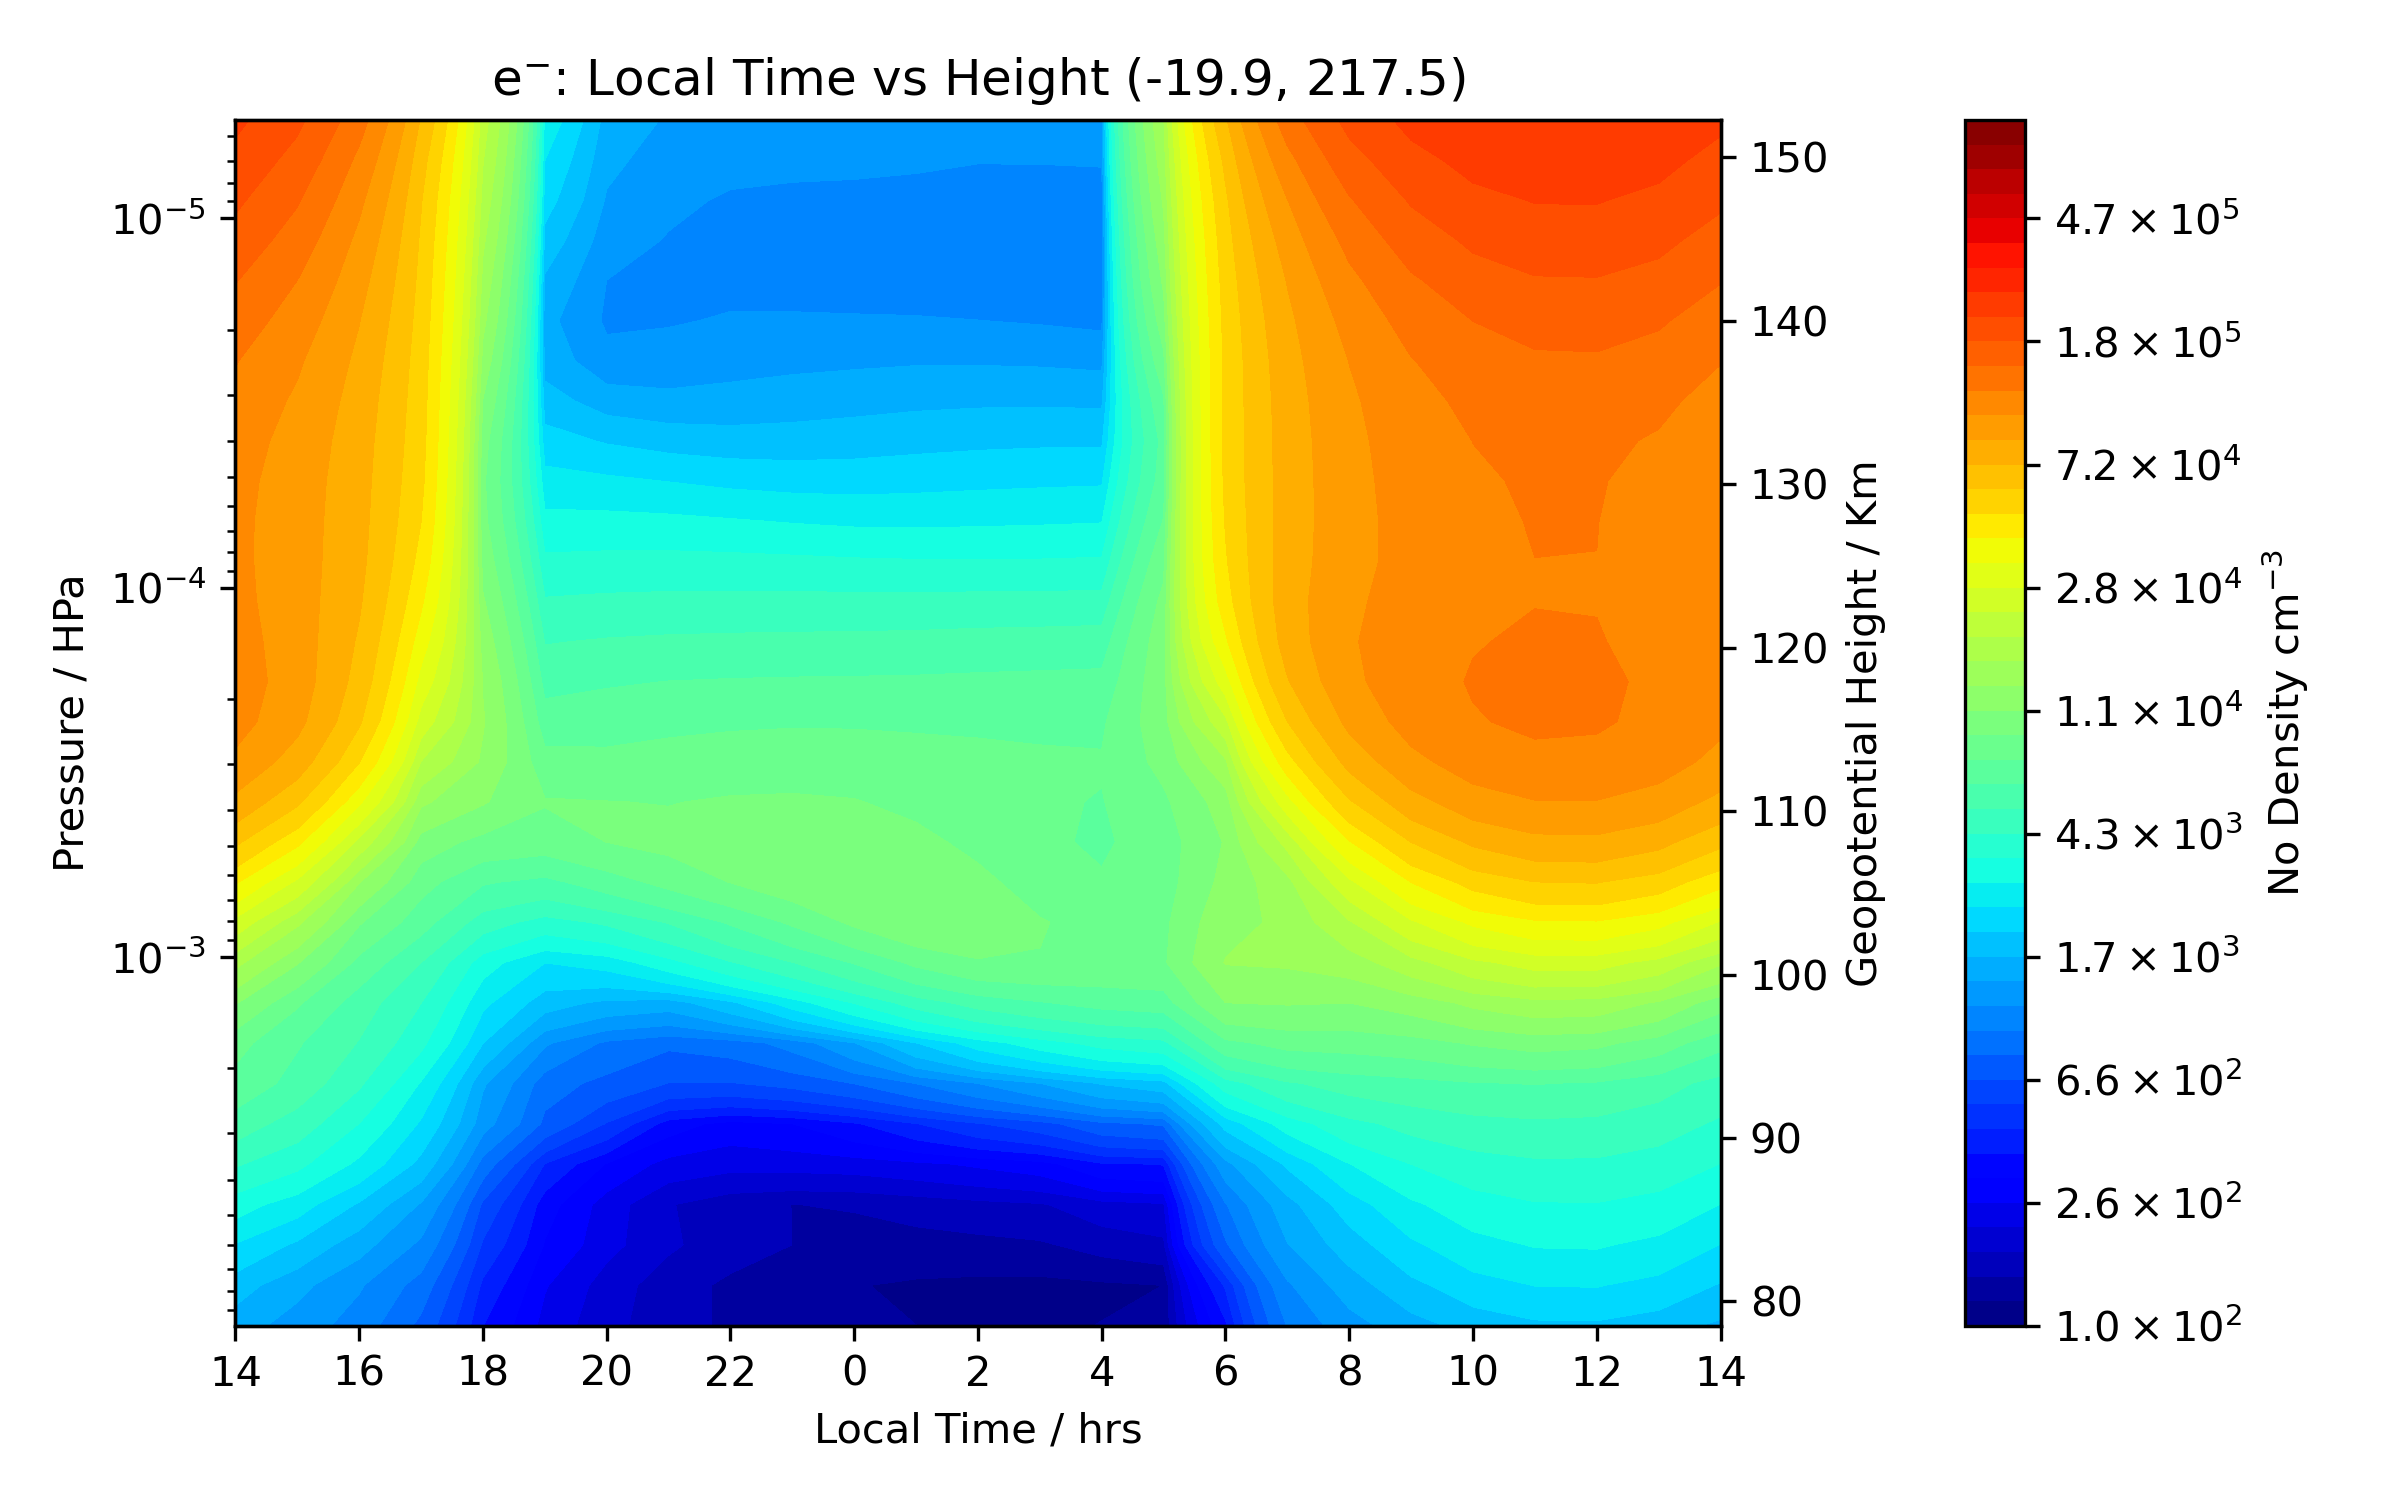 e⁻: Local Time vs Height (-19.9, 217.5)
Pressure / HPa
10⁻⁵
10⁻⁴
10⁻³
150
140
130
120
110
100
90
80
Geopotential Height / Km
4.7 × 10⁵
1.8 × 10⁵
7.2 × 10⁴
2.8 × 10⁴
1.1 × 10⁴
4.3 × 10³
1.7 × 10³
6.6 × 10²
2.6 × 10²
1.0 × 10²
No Density cm⁻³
14 16 18 20 22 0 2 4 6 8 10 12 14
Local Time / hrs